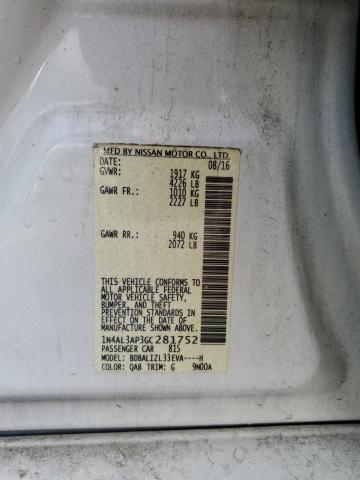 MFD BY NISSAN MOTOR CO., LTD.
DATE: 08/16
GVWR: 1917 KG
4226 LB
GAWR FR: 1010 KG
2227 LB
GAWR RR: 940 KG
2072 LB
THIS VEHICLE CONFORMS TO
ALL APPLICABLE U.S. FEDERAL
MOTOR VEHICLE SAFETY,
BUMPER, AND THEFT
PREVENTION STANDARDS IN
EFFECT ON THE DATE OF
MANUFACTURE SHOWN ABOVE.
1N4AL3AP3GC281752
PASSENGER CAR 815
MODEL: BDBALIZL33EVA----H
COLOR: QAB TRIM: G 9N00A